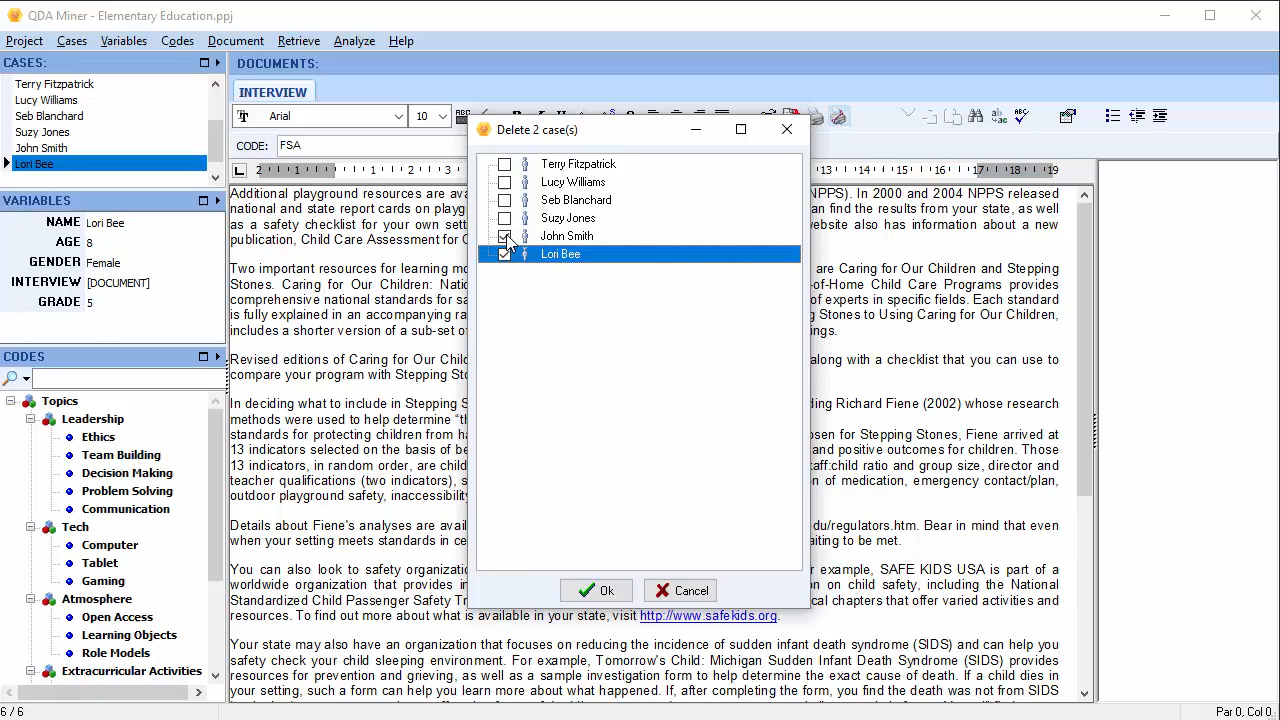 QDA Miner - Elementary Education.ppj
Project Cases Variables Codes Document Retrieve Analyze Help
CASES:
Terry Fitzpatrick
Lucy Williams
Seb Blanchard
Suzy Jones
John Smith
Lori Bee
VARIABLES
NAME Lori Bee
AGE 8
GENDER Female
INTERVIEW [DOCUMENT]
GRADE 5
CODES
Topics
Leadership
Ethics
Team Building
Decision Making
Problem Solving
Communication
Tech
Computer
Tablet
Gaming
Atmosphere
Open Access
Learning Objects
Role Models
Extracurricular Activities
6 / 6
DOCUMENTS:
INTERVIEW
Arial 10
CODE: FSA
2 1 1 13 14 15 16 17 18 19
Additional playground resources are ava NPPS). In 2000 and 2004 NPPS released
national and state report cards on playg an find the results from your state, as well
as a safety checklist for your own sett website also has information about a new
publication, Child Care Assessment for C
Two important resources for learning mo are Caring for Our Children and Stepping
Stones. Caring for Our Children: Nati of-Home Child Care Programs provides
comprehensive national standards for sa of experts in specific fields. Each standard
is fully explained in an accompanying ra g Stones to Using Caring for Our Children,
includes a shorter version of a sub-set of ings.
Revised editions of Caring for Our Child along with a checklist that you can use to
compare your program with Stepping Sto
In deciding what to include in Stepping S ding Richard Fiene (2002) whose research
methods were used to help determine “th
standards for protecting children from ha osen for Stepping Stones, Fiene arrived at
13 indicators selected on the basis of be and positive outcomes for children. Those
13 indicators, in random order, are child taff:child ratio and group size, director and
teacher qualifications (two indicators), s on of medication, emergency contact/plan,
outdoor playground safety, inaccessibility
Details about Fiene’s analyses are avail du/regulators.htm. Bear in mind that even
when your setting meets standards in ce aiting to be met.
You can also look to safety organizatio r example, SAFE KIDS USA is part of a
worldwide organization that provides in on on child safety, including the National
Standardized Child Passenger Safety Tr cal chapters that offer varied activities and
resources. To find out more about what is available in your state, visit http://www.safekids.org.
Your state may also have an organization that focuses on reducing the incidence of sudden infant death syndrome (SIDS) and can help you
safety check your child sleeping environment. For example, Tomorrow’s Child: Michigan Sudden Infant Death Syndrome (SIDS) provides
resources for prevention and grieving, as well as a sample investigation form to help determine the exact cause of death. If a child dies in
your setting, such a form can help you learn more about what happened. If, after completing the form, you find the death was not from SIDS
Delete 2 case(s)
Terry Fitzpatrick
Lucy Williams
Seb Blanchard
Suzy Jones
John Smith
Lori Bee
Ok Cancel
Par 0, Col 0